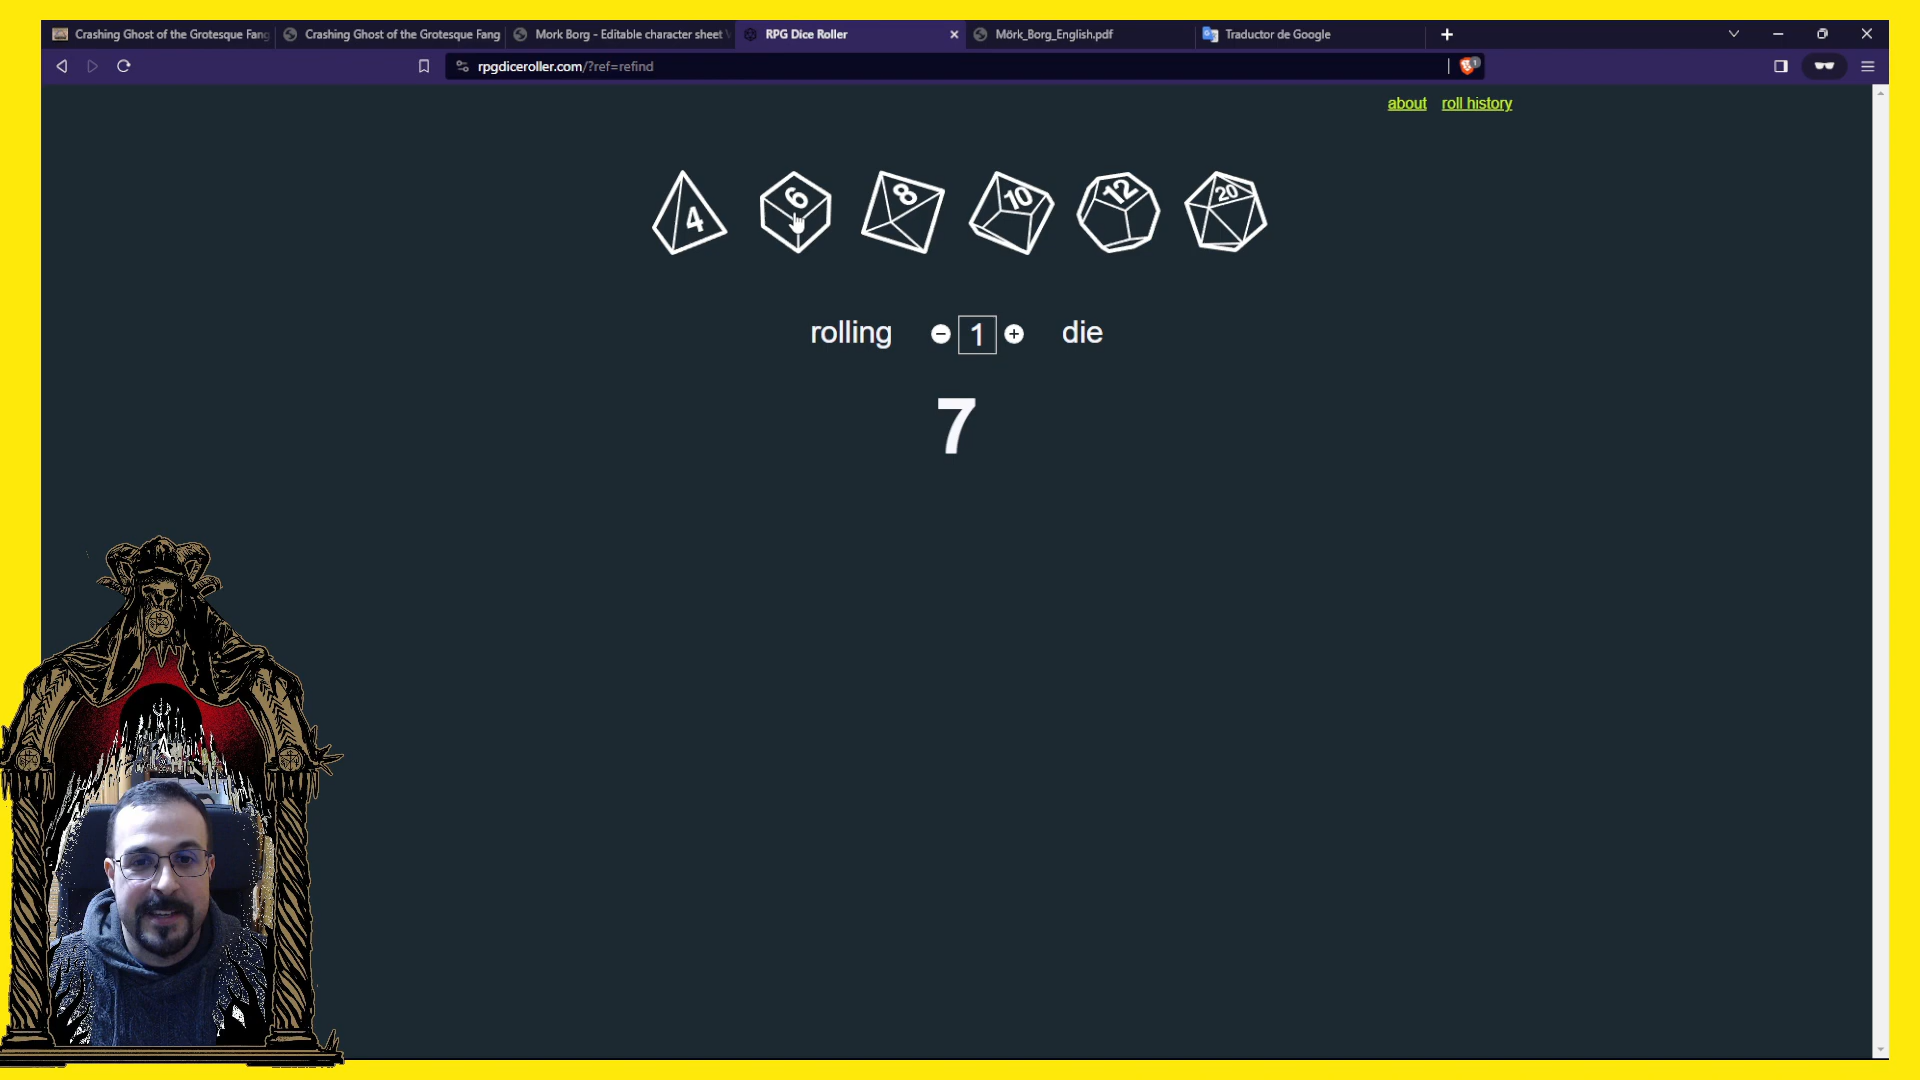 Crashing Ghost of the Grotesque Fang
Crashing Ghost of the Grotesque Fang
Mork Borg - Editable character sheet
RPG Dice Roller
Mörk_Borg_English.pdf
Traductor de Google
rpgdiceroller.com/?ref=refind
1
about roll history
4 6 8 10 12 20
rolling 1 die
7